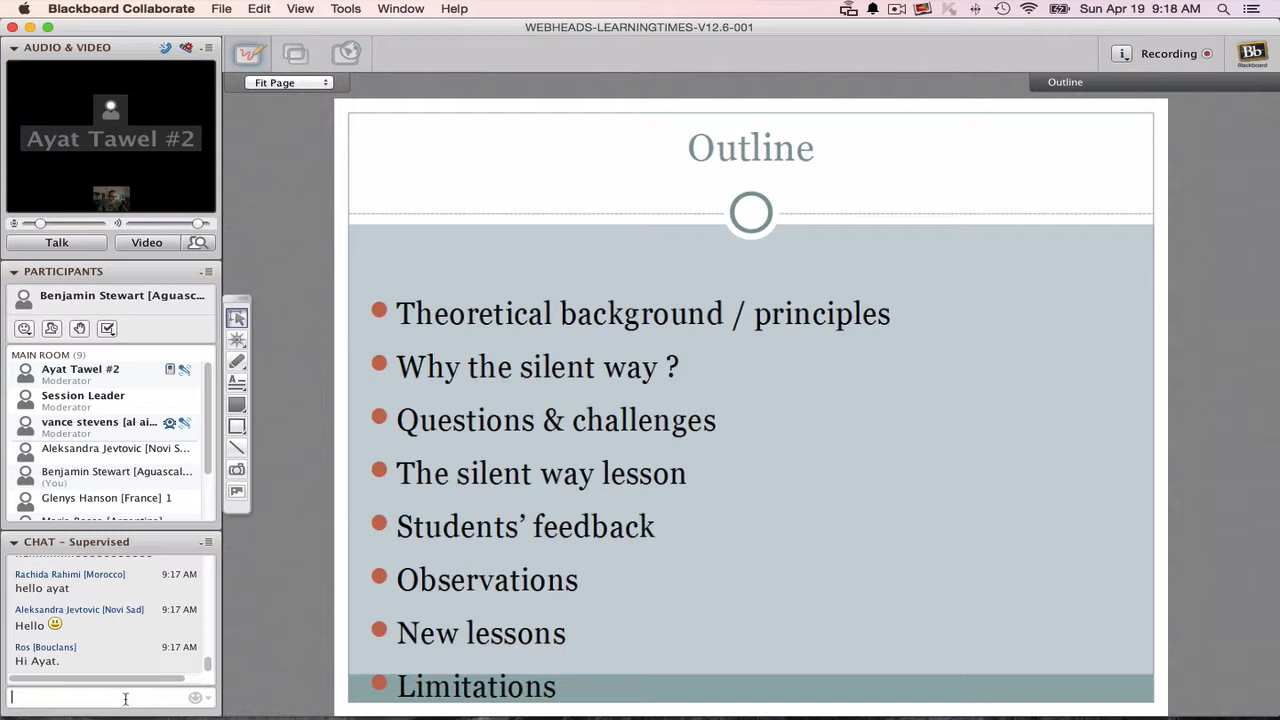 Blackboard Collaborate File Edit View Tools Window Help Sun Apr 19 9:18 AM
WEBHEADS-LEARNINGTIMES-V12.6-001
AUDIO & VIDEO
Ayat Tawel #2
Talk Video
PARTICIPANTS
Benjamin Stewart [Aguasc...
MAIN ROOM (9)
Ayat Tawel #2
Moderator
Session Leader
Moderator
vance stevens [al ai...
Moderator
Aleksandra Jevtovic [Novi S...
Benjamin Stewart [Aguascal...
(You)
Glenys Hanson [France] 1
CHAT – Supervised
Rachida Rahimi [Morocco] 9:17 AM
hello ayat
Aleksandra Jevtovic [Novi Sad] 9:17 AM
Hello
Ros [Bouclans] 9:17 AM
Hi Ayat.
Fit Page
Recording
Bb
Blackboard
Outline
Outline
Theoretical background / principles
Why the silent way ?
Questions & challenges
The silent way lesson
Students’ feedback
Observations
New lessons
Limitations